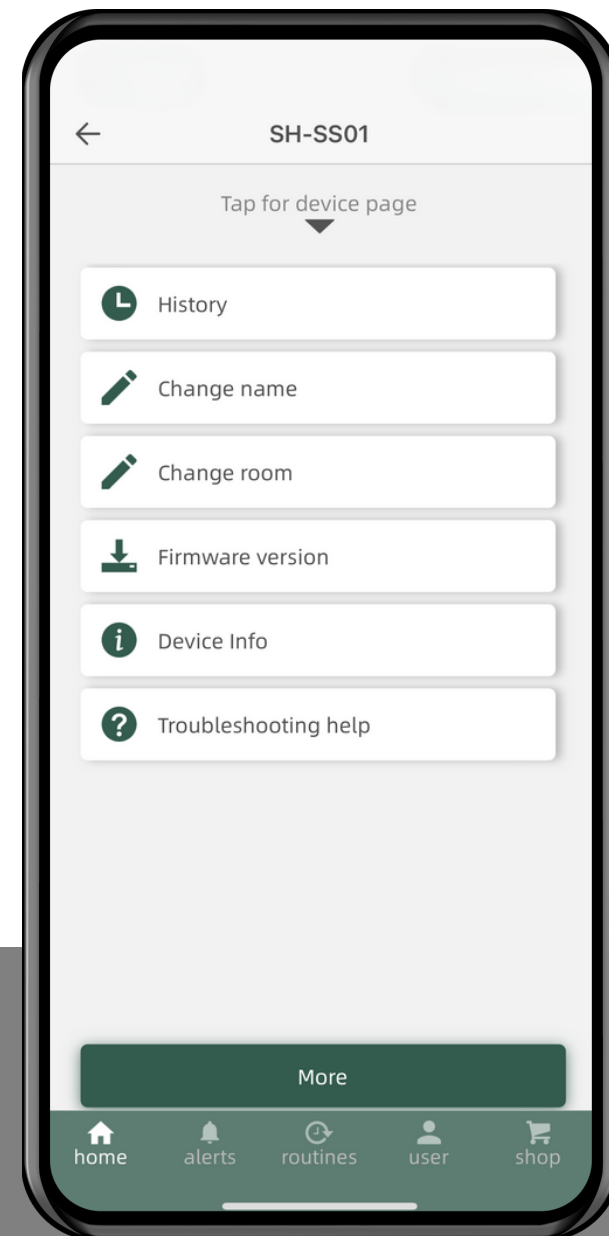 SH-SS01
Tap for device page
History
Change name
Change room
Firmware version
Device Info
Troubleshooting help
More
home alerts routines user shop